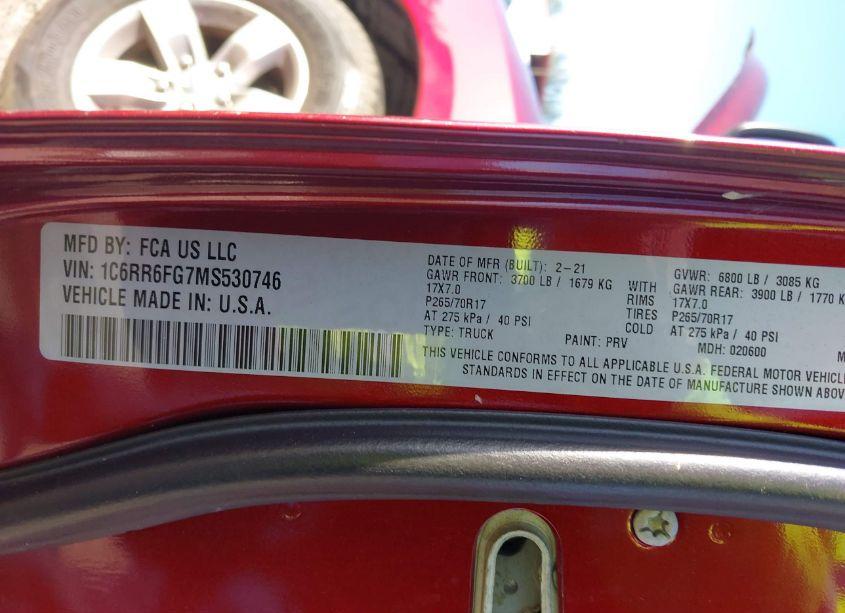 MFD BY: FCA US LLC
VIN: 1C6RR6FG7MS530746
VEHICLE MADE IN: U.S.A.
DATE OF MFR (BUILT): 2-21 GVWR: 6800 LB / 3085 KG
GAWR FRONT: 3700 LB / 1679 KG WITH GAWR REAR: 3900 LB / 1770 K
17X7.0 RIMS 17X7.0
P265/70R17 TIRES P265/70R17
AT 275 kPa / 40 PSI COLD AT 275 kPa / 40 PSI
TYPE: TRUCK PAINT: PRV MDH: 020600 M
THIS VEHICLE CONFORMS TO ALL APPLICABLE U.S.A. FEDERAL MOTOR VEHICLE
STANDARDS IN EFFECT ON THE DATE OF MANUFACTURE SHOWN ABOV